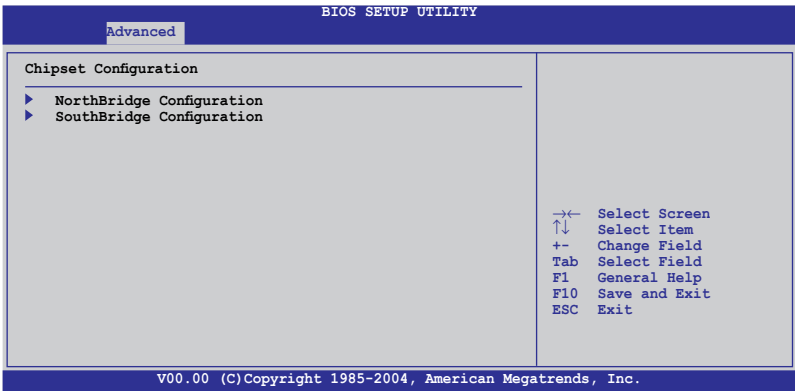 BIOS SETUP UTILITY
Advanced
Chipset Configuration
NorthBridge Configuration
SouthBridge Configuration
→← Select Screen
↑↓ Select Item
+- Change Field
Tab Select Field
F1 General Help
F10 Save and Exit
ESC Exit
V00.00 (C)Copyright 1985-2004, American Megatrends, Inc.